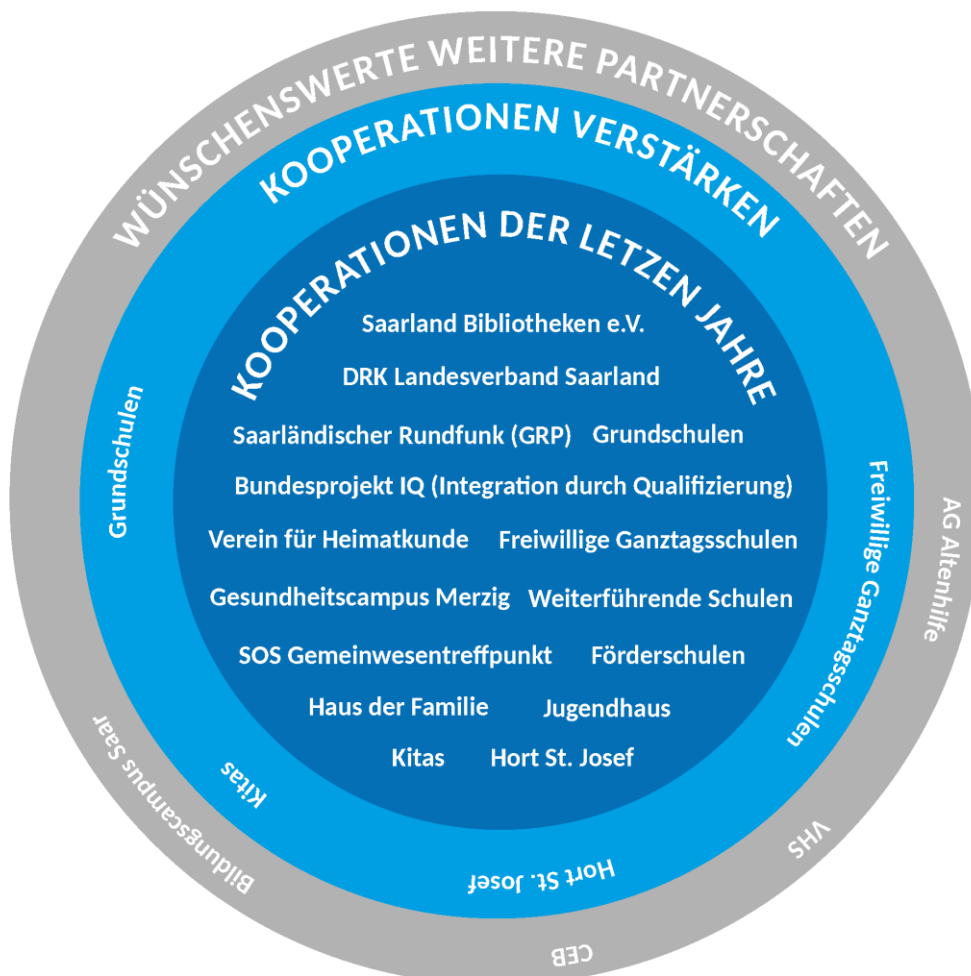 WÜNSCHENSWERTE WEITERE PARTNERSCHAFTEN
KOOPERATIONEN VERSTÄRKEN
KOOPERATIONEN DER LETZEN JAHRE
Saarland Bibliotheken e.V.
DRK Landesverband Saarland
Saarländischer Rundfunk (GRP) Grundschulen
Bundesprojekt IQ (Integration durch Qualifizierung)
Verein für Heimatkunde Freiwillige Ganztagsschulen
Gesundheitscampus Merzig Weiterführende Schulen
SOS Gemeinwesentreffpunkt Förderschulen
Haus der Familie Jugendhaus
Kitas Hort St. Josef
Grundschulen
Freiwillige Ganztagsschulen
Kitas
Hort St. Josef
AG Altenhilfe
VHS
CEB
Bildungscampus Saar